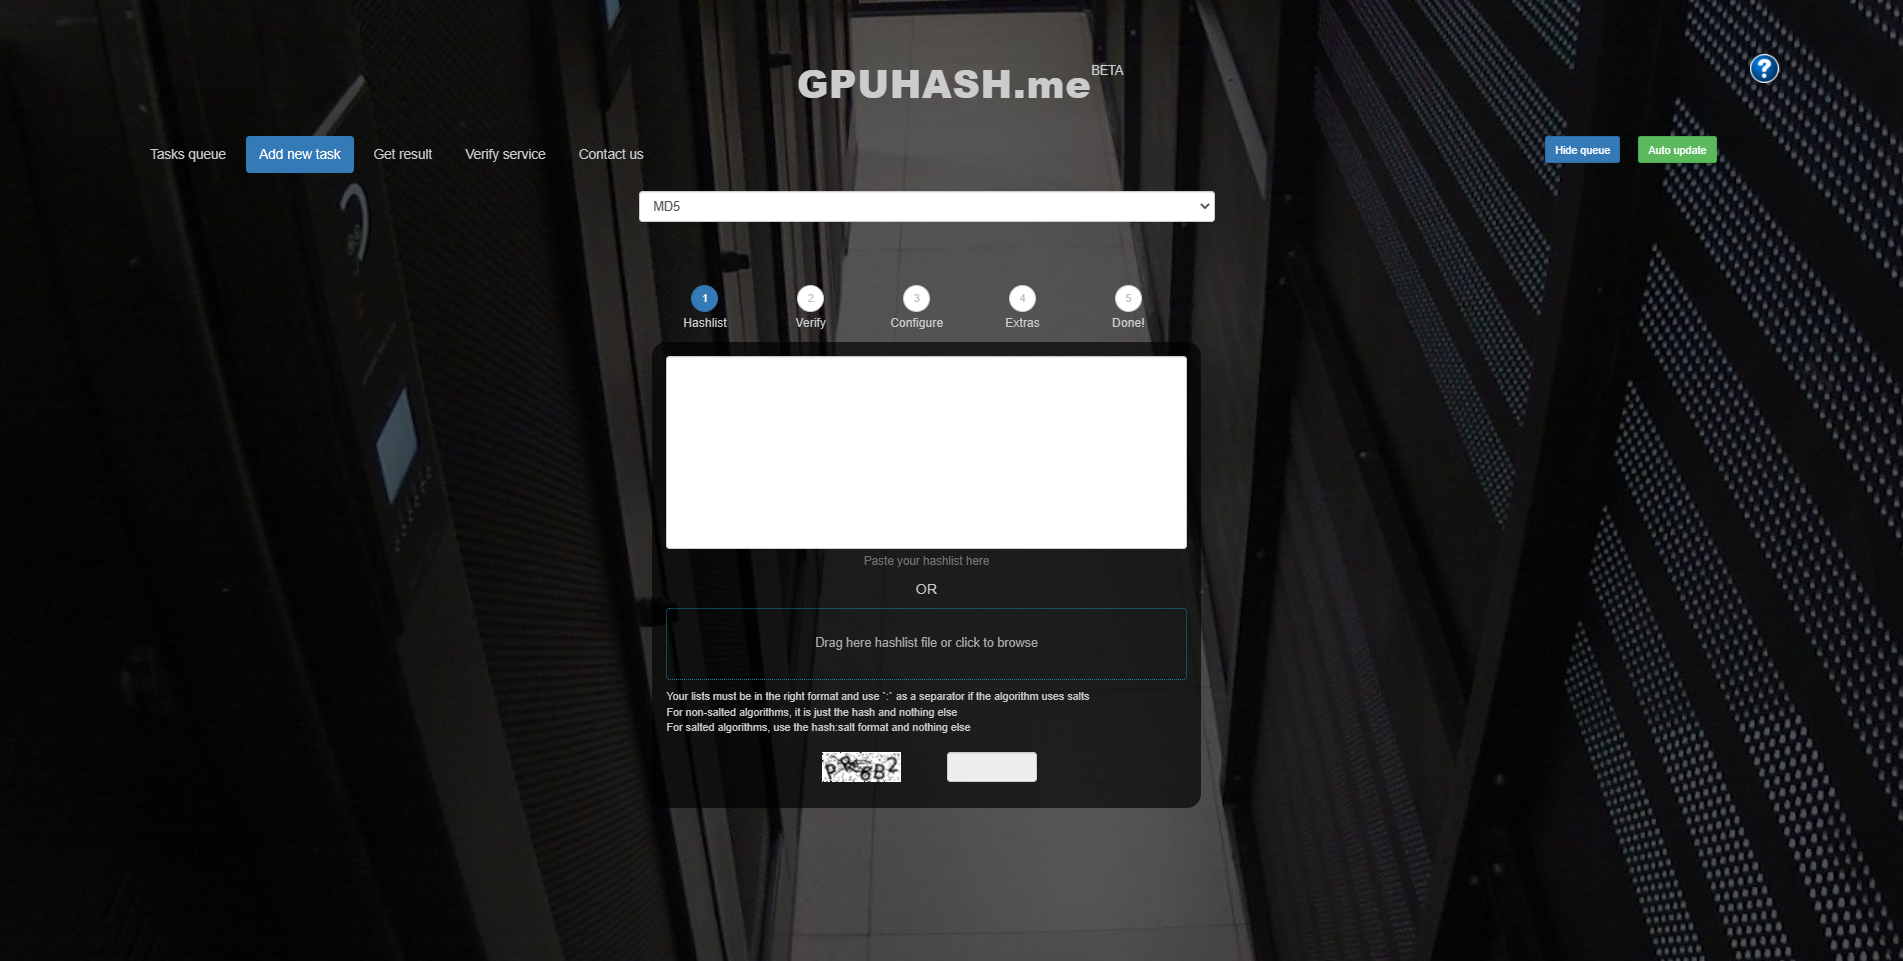 GPUHASH.me BETA
Tasks queue
Add new task
Get result
Verify service
Contact us
Hide queue
Auto update
MD5
1
2
3
4
5
Hashlist
Verify
Configure
Extras
Done!
Paste your hashlist here
OR
Drag here hashlist file or click to browse
Your lists must be in the right format and use `:` as a separator if the algorithm uses salts
For non-salted algorithms, it is just the hash and nothing else
For salted algorithms, use the hash:salt format and nothing else